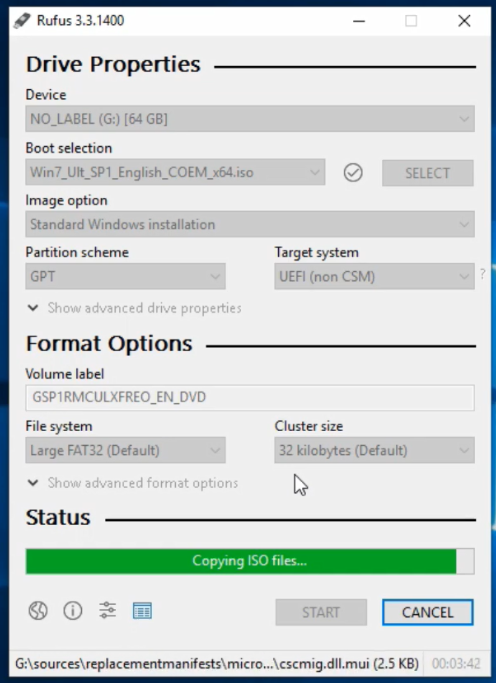 Rufus 3.3.1400
Drive Properties
Device
NO_LABEL (G:) [64 GB]
Boot selection
Win7_Ult_SP1_English_COEM_x64.iso
SELECT
Image option
Standard Windows installation
Partition scheme Target system
GPT UEFI (non CSM) ?
Show advanced drive properties
Format Options
Volume label
GSP1RMCULXFREO_EN_DVD
File system Cluster size
Large FAT32 (Default) 32 kilobytes (Default)
Show advanced format options
Status
Copying ISO files...
START CANCEL
G:\sources\replacementmanifests\micro...\cscmig.dll.mui (2.5 KB) 00:03:42